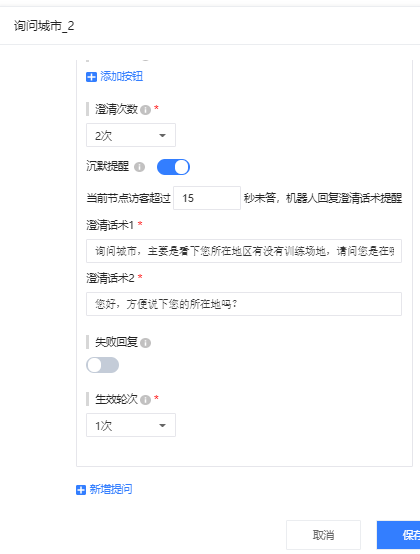 询问城市_2
添加按钮
澄清次数 *
2次
沉默提醒
当前节点访客超过 15 秒未答，机器人回复澄清话术提醒
澄清话术1 *
询问城市，主要是看下您所在地区有没有训练场地，请问您是在
澄清话术2 *
您好，方便说下您的所在地吗？
失败回复
生效轮次 *
1次
新增提问
取消
保存